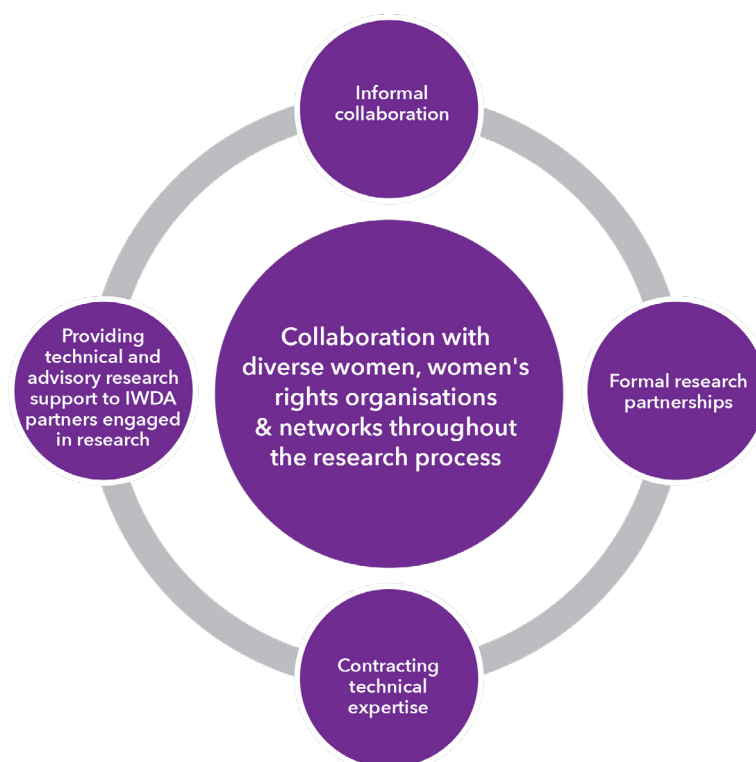 Informal
collaboration
Providing
technical and
advisory research
support to IWDA
partners engaged
in research
Collaboration with
diverse women, women's
rights organisations
& networks throughout
the research process
Formal research
partnerships
Contracting
technical
expertise